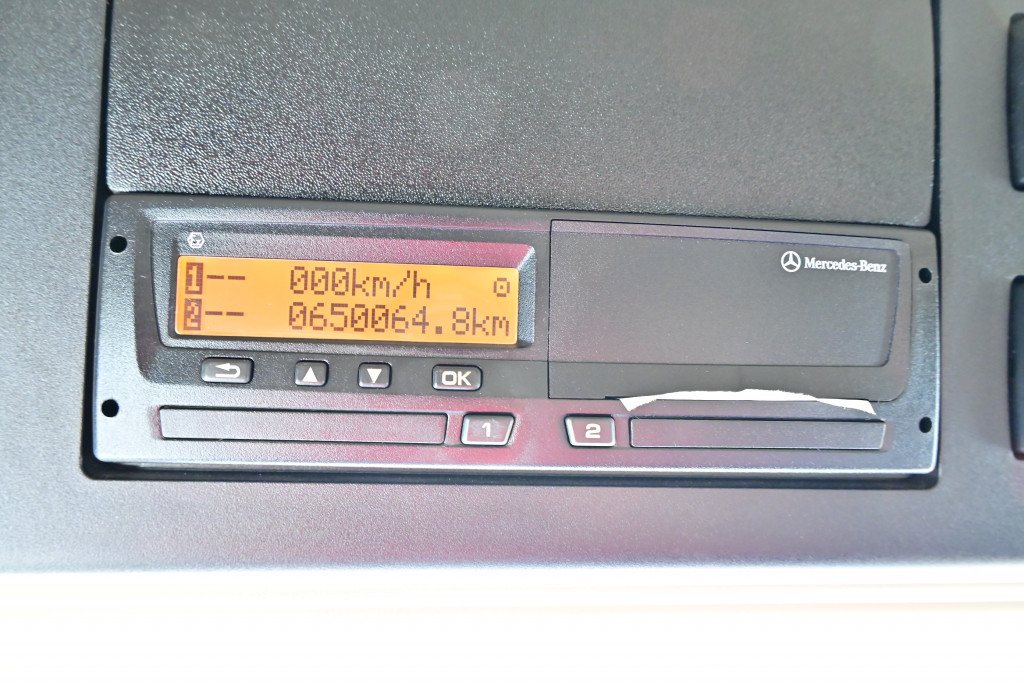 Mercedes-Benz
1-- 000km/h
2-- 0650064.8km
OK
1
2